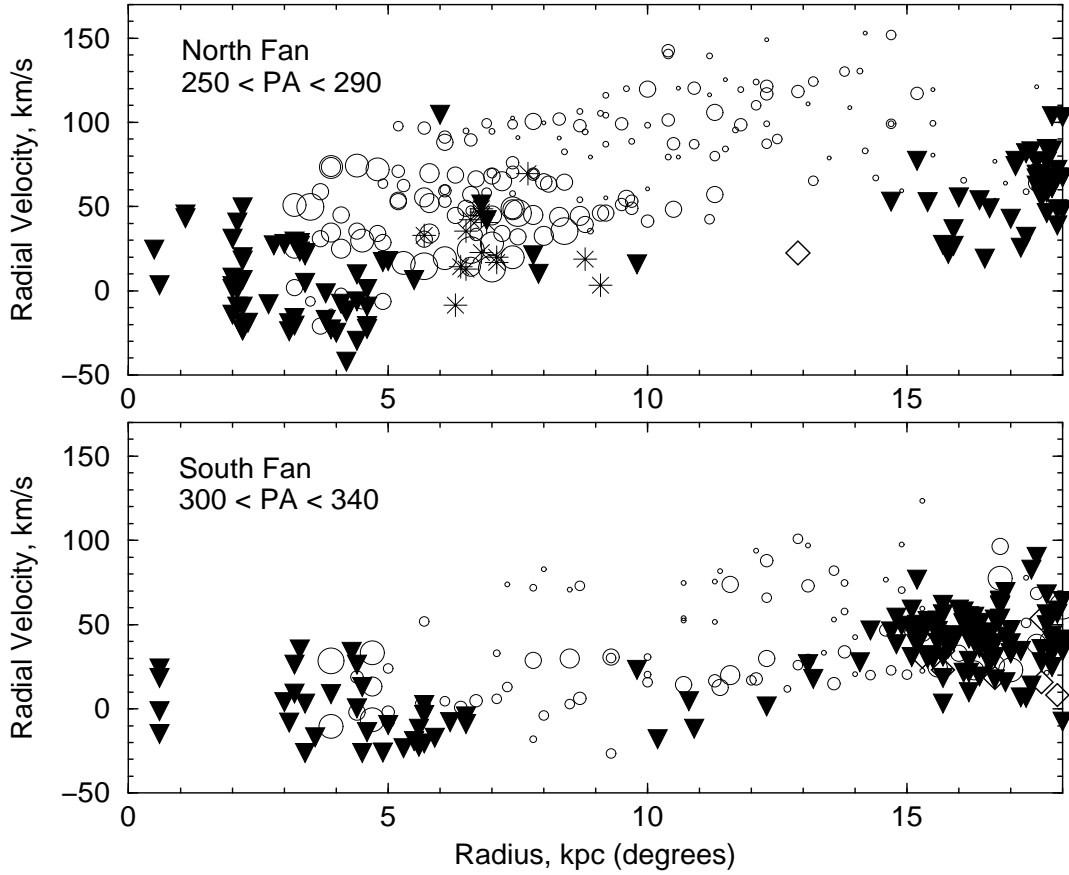 150
100
50
0
−50
Radial Velocity, km/s
North Fan
250 < PA < 290
0
5
10
15
150
100
50
0
−50
Radial Velocity, km/s
South Fan
300 < PA < 340
0
5
10
15
Radius, kpc (degrees)